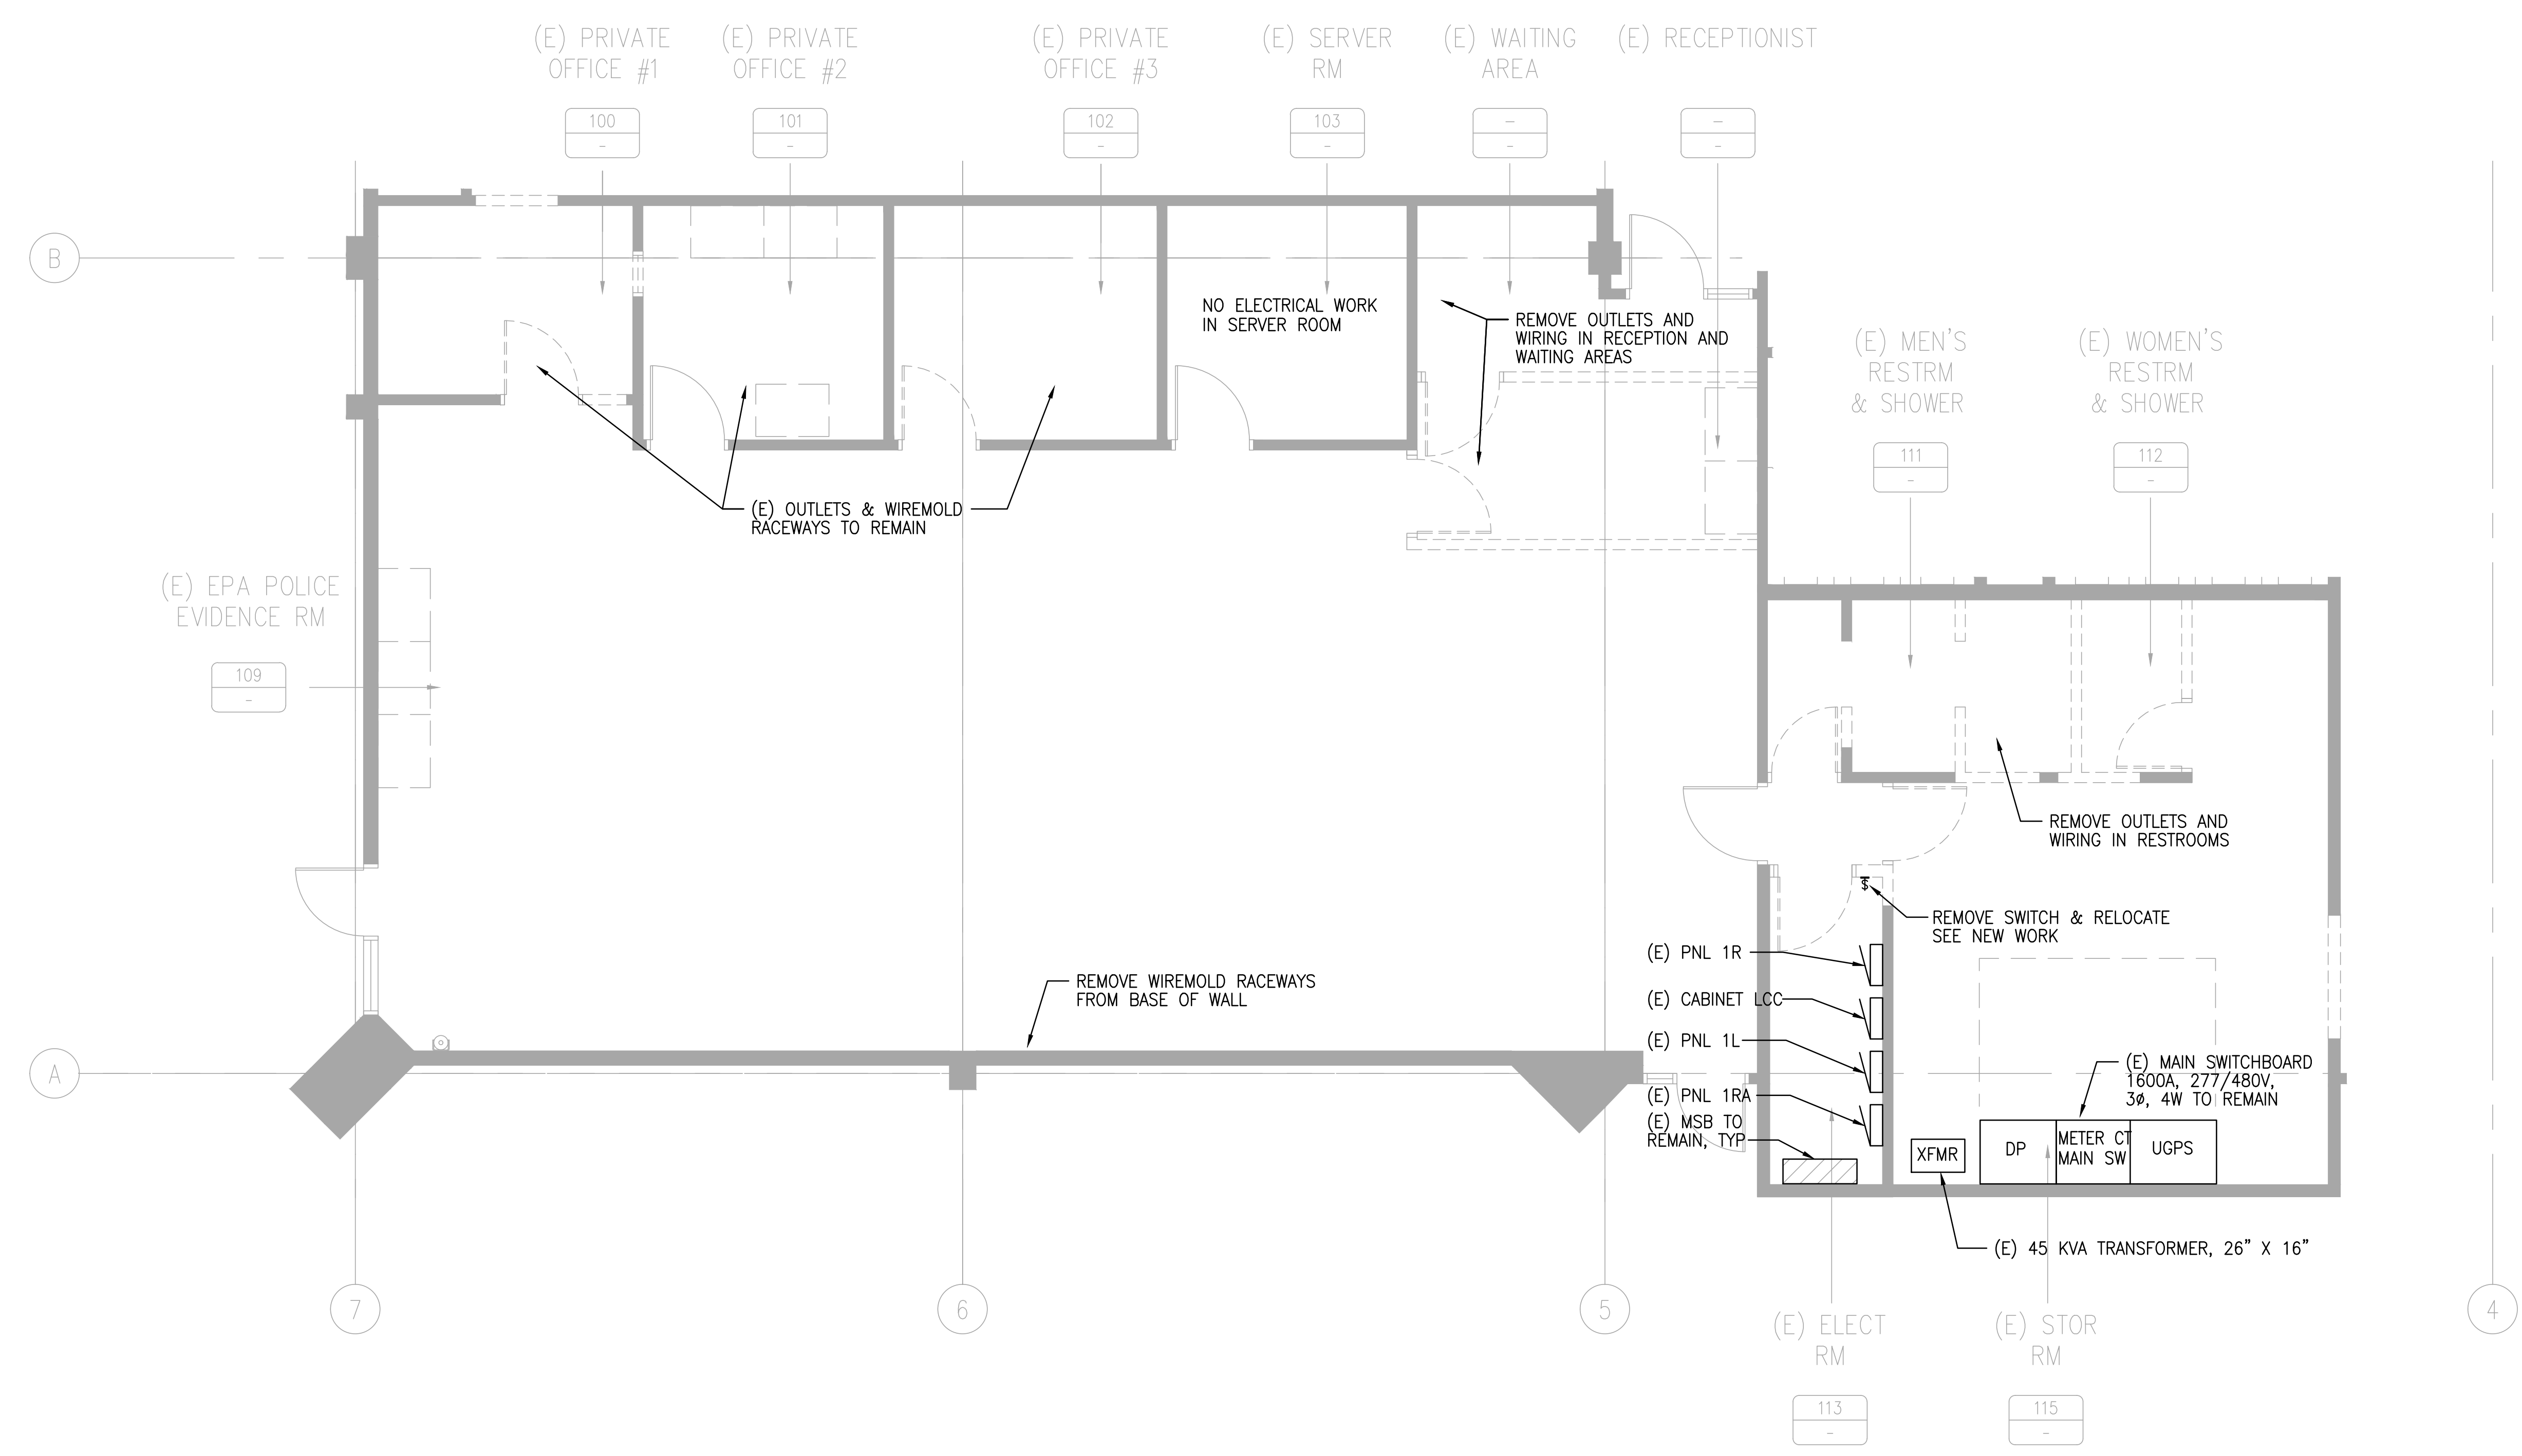 (E) PRIVATE
OFFICE #1
100
-
(E) PRIVATE
OFFICE #2
101
-
(E) PRIVATE
OFFICE #3
102
-
(E) SERVER
RM
103
-
(E) WAITING
AREA
-
-
(E) RECEPTIONIST
-
-
B
NO ELECTRICAL WORK
IN SERVER ROOM
REMOVE OUTLETS AND
WIRING IN RECEPTION AND
WAITING AREAS
(E) MEN'S
RESTRM
& SHOWER
111
-
(E) WOMEN'S
RESTRM
& SHOWER
112
-
(E) OUTLETS & WIREMOLD
RACEWAYS TO REMAIN
(E) EPA POLICE
EVIDENCE RM
109
-
REMOVE OUTLETS AND
WIRING IN RESTROOMS
$
REMOVE SWITCH & RELOCATE
SEE NEW WORK
REMOVE WIREMOLD RACEWAYS
FROM BASE OF WALL
(E) PNL 1R
(E) CABINET LCC
(E) PNL 1L
(E) PNL 1RA
(E) MSB TO
REMAIN, TYP
(E) MAIN SWITCHBOARD
1600A, 277/480V,
3ø, 4W TO REMAIN
A
XFMR
DP
METER CT
MAIN SW
UGPS
(E) 45 KVA TRANSFORMER, 26” X 16”
7
6
5
4
(E) ELECT
RM
113
-
(E) STOR
RM
115
-